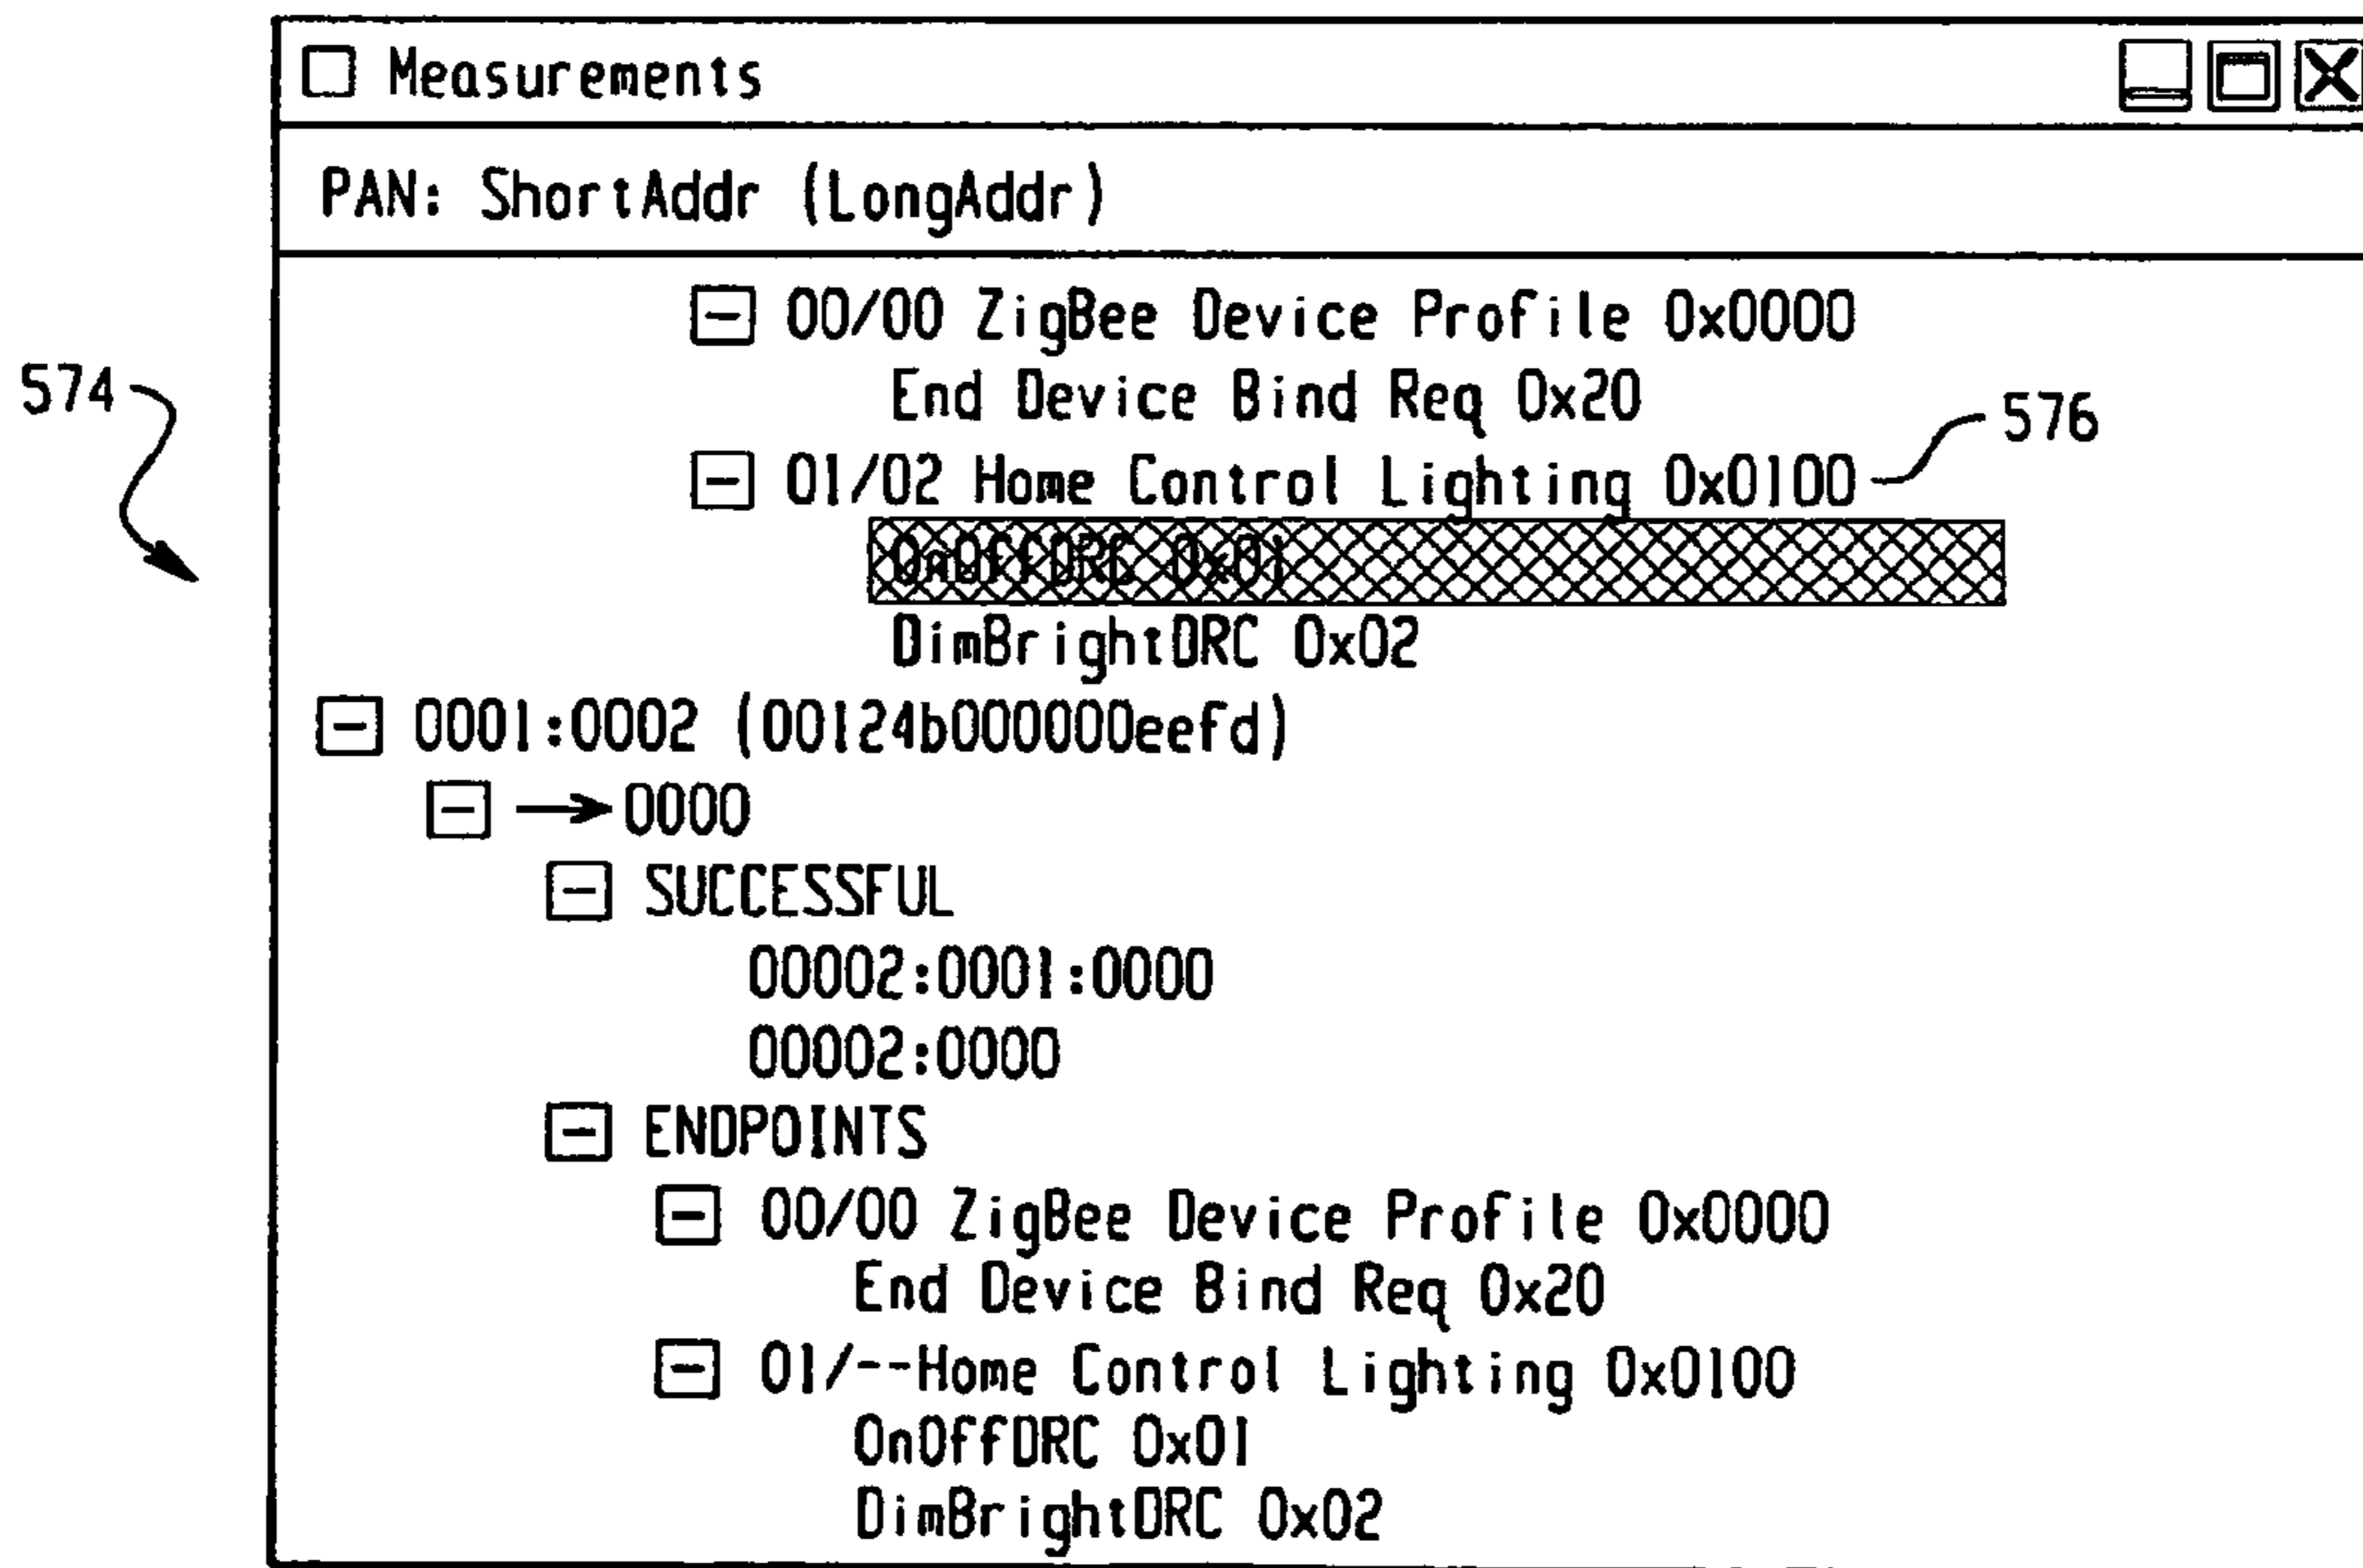 Measurements
PAN: ShortAddr (LongAddr)
00/00 ZigBee Device Profile 0x0000
574
End Device Bind Req 0x20
576
01/02 Home Control Lighting 0x0100
OnOffDRC 0x01
DimBrightDRC 0x02
0001:0002 (00124b000000eefd)
→0000
SUCCESSFUL
00002:0001:0000
00002:0000
ENDPOINTS
00/00 ZigBee Device Profile 0x0000
End Device Bind Req 0x20
01/--Home Control Lighting 0x0100
OnOffDRC 0x01
DimBrightDRC 0x02